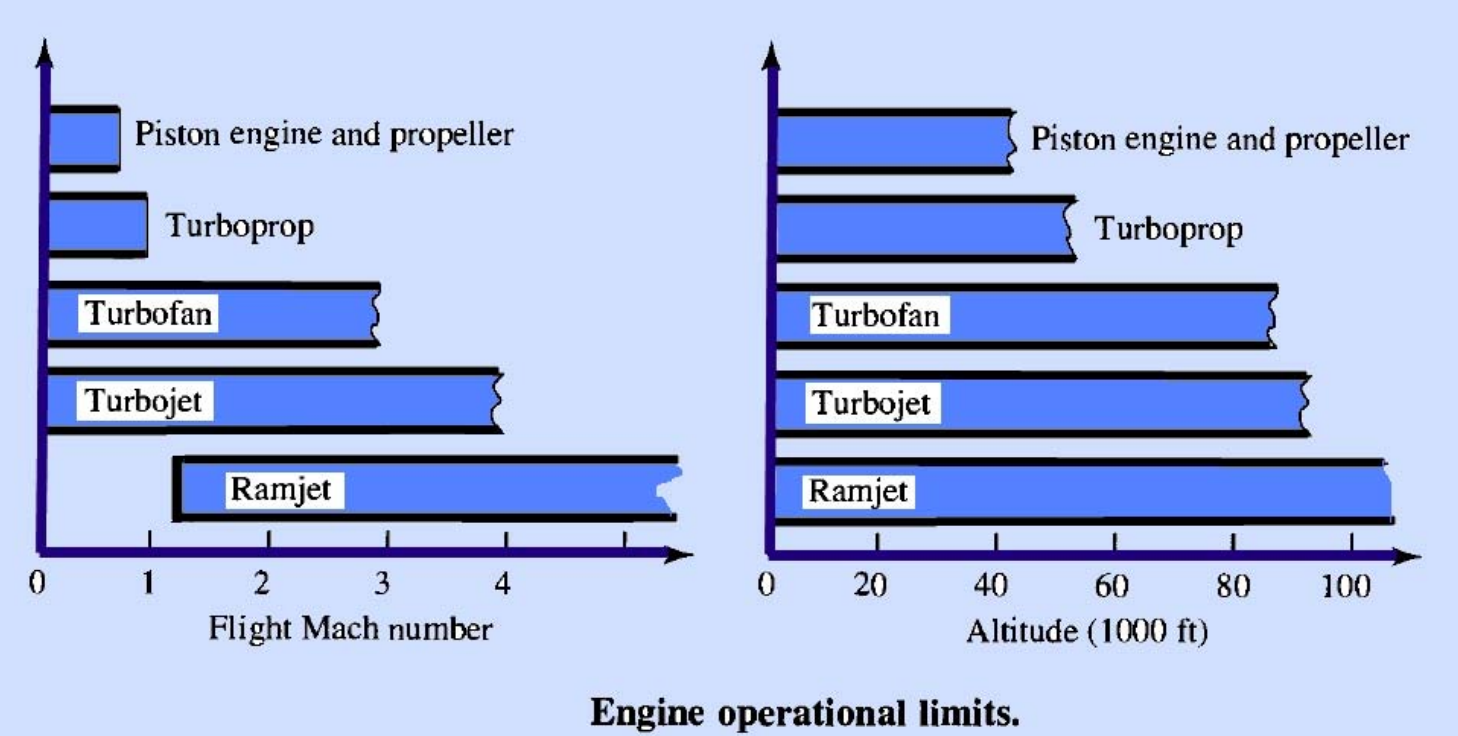 Piston engine and propeller
Turboprop
Turbofan
Turbojet
Ramjet
0 1 2 3 4
Flight Mach number
Piston engine and propeller
Turboprop
Turbofan
Turbojet
Ramjet
0 20 40 60 80 100
Altitude (1000 ft)
Engine operational limits.